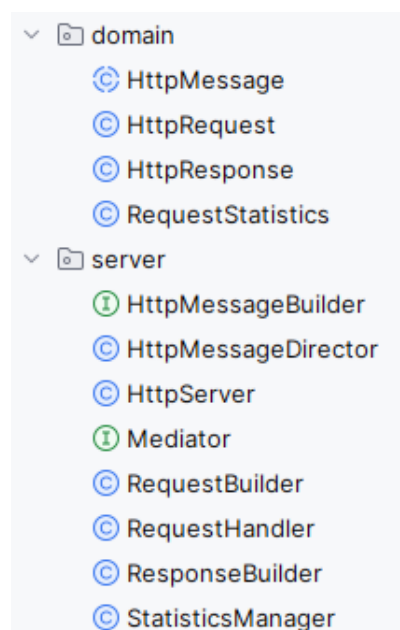 domain
HttpMessage
HttpRequest
HttpResponse
RequestStatistics
server
HttpMessageBuilder
HttpMessageDirector
HttpServer
Mediator
RequestBuilder
RequestHandler
ResponseBuilder
StatisticsManager